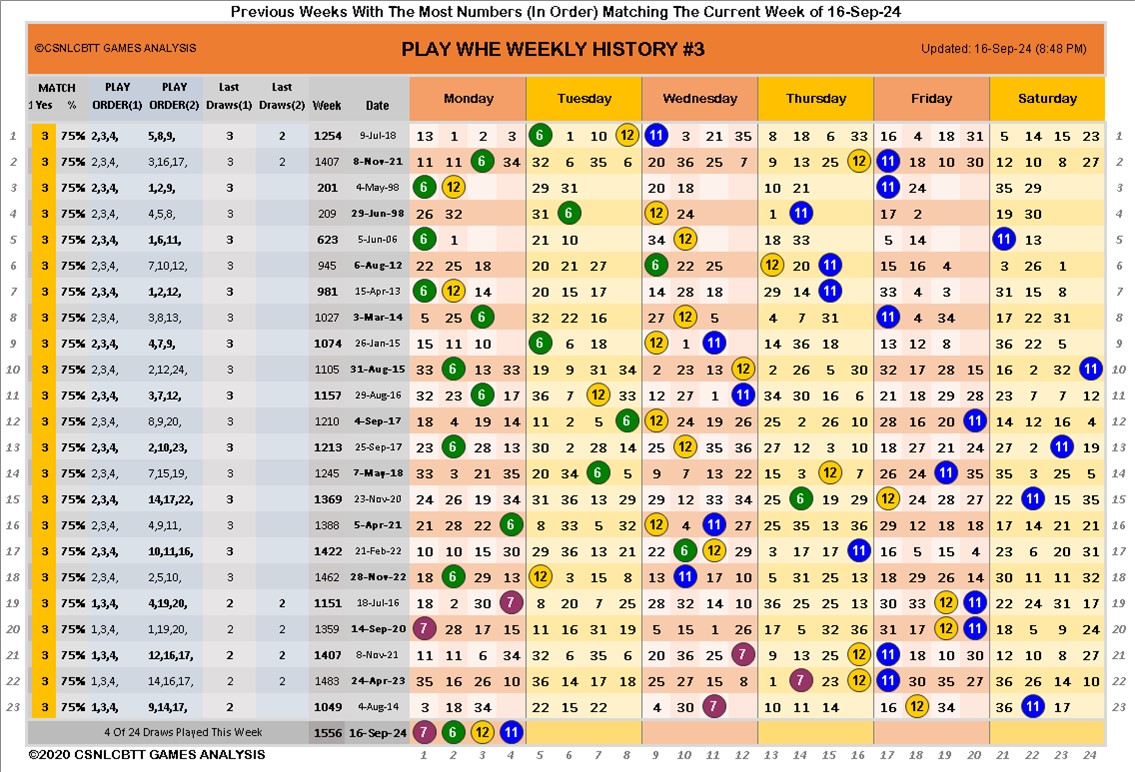 Previous Weeks With The Most Numbers (In Order) Matching The Current Week of 16-Sep-24
©CSNLCBTT GAMES ANALYSIS PLAY WHE WEEKLY HISTORY #3 Updated: 16-Sep-24 (8:48 PM)
MATCH PLAY PLAY Last Last
1 Yes % ORDER(1) ORDER(2) Draws(1) Draws(2) Week Date Monday Tuesday Wednesday Thursday Friday Saturday
1 3 75% 2,3,4, 5,8,9, 3 2 1254 9-Jul-18 13 1 2 3 6 1 10 12 11 3 21 35 8 18 6 33 16 4 18 31 5 14 15 23 1
2 3 75% 2,3,4, 3,16,17, 3 2 1407 8-Nov-21 11 11 6 34 32 6 35 6 20 36 25 7 9 13 25 12 11 18 10 30 12 10 8 27 2
3 3 75% 2,3,4, 1,2,9, 3 201 4-May-98 6 12 29 31 20 18 10 21 11 24 35 29 3
4 3 75% 2,3,4, 4,5,8, 3 209 29-Jun-98 26 32 31 6 12 24 1 11 17 2 19 30 4
5 3 75% 2,3,4, 1,6,11, 3 623 5-Jun-06 6 1 21 10 34 12 18 33 5 14 11 13 5
6 3 75% 2,3,4, 7,10,12, 3 945 6-Aug-12 22 25 18 20 21 27 6 22 25 12 20 11 15 16 4 3 26 1 6
7 3 75% 2,3,4, 1,2,12, 3 981 15-Apr-13 6 12 14 20 15 17 14 28 18 29 14 11 33 4 3 31 15 8 7
8 3 75% 2,3,4, 3,8,13, 3 1027 3-Mar-14 5 25 6 32 22 16 27 12 5 4 7 31 11 4 34 17 22 31 8
9 3 75% 2,3,4, 4,7,9, 3 1074 26-Jan-15 15 11 10 6 6 18 12 1 11 14 36 18 13 12 8 36 22 5 9
10 3 75% 2,3,4, 2,12,24, 3 1105 31-Aug-15 33 6 13 33 19 9 31 34 2 23 13 12 2 26 5 30 32 17 28 15 16 2 32 11 10
11 3 75% 2,3,4, 3,7,12, 3 1157 29-Aug-16 32 23 6 17 36 7 12 33 12 27 1 11 34 30 16 6 21 18 29 28 23 7 7 12 11
12 3 75% 2,3,4, 8,9,20, 3 1210 4-Sep-17 18 4 19 14 11 2 5 6 12 24 19 26 25 2 26 10 28 16 20 11 14 12 16 4 12
13 3 75% 2,3,4, 2,10,23, 3 1213 25-Sep-17 23 6 28 13 30 2 28 14 25 12 35 36 27 12 3 10 18 27 21 24 27 2 11 19 13
14 3 75% 2,3,4, 7,15,19, 3 1245 7-May-18 33 3 21 35 20 34 6 5 9 7 13 22 15 3 12 7 26 24 11 35 35 3 25 5 14
15 3 75% 2,3,4, 14,17,22, 3 1369 23-Nov-20 24 26 19 34 31 36 13 29 29 12 33 34 25 6 19 29 12 24 28 27 22 11 15 35 15
16 3 75% 2,3,4, 4,9,11, 3 1388 5-Apr-21 21 28 22 6 8 33 5 32 12 4 11 27 25 35 13 36 29 12 18 18 17 14 21 21 16
17 3 75% 2,3,4, 10,11,16, 3 1422 21-Feb-22 10 10 15 30 29 36 13 21 22 6 12 29 3 17 17 11 16 5 15 4 23 6 20 31 17
18 3 75% 2,3,4, 2,5,10, 3 1462 28-Nov-22 18 6 29 13 12 3 15 8 13 11 17 10 5 31 25 13 18 29 26 14 30 11 11 32 18
19 3 75% 1,3,4, 4,19,20, 2 2 1151 18-Jul-16 18 2 30 7 8 20 7 25 28 32 14 10 36 25 25 13 30 33 12 11 22 24 31 17 19
20 3 75% 1,3,4, 1,19,20, 2 2 1359 14-Sep-20 7 28 17 15 11 16 31 19 5 15 1 26 17 5 32 36 31 17 12 11 18 5 9 24 20
21 3 75% 1,3,4, 12,16,17, 2 2 1407 8-Nov-21 11 11 6 34 32 6 35 6 20 36 25 7 9 13 25 12 11 18 10 30 12 10 8 27 21
22 3 75% 1,3,4, 14,16,17, 2 2 1483 24-Apr-23 35 16 26 10 36 14 17 18 25 27 15 8 1 7 23 12 11 30 35 27 36 26 14 10 22
23 3 75% 1,3,4, 9,14,17, 2 1049 4-Aug-14 3 18 34 22 15 22 4 30 7 10 11 14 16 12 34 36 11 17 23
4 Of 24 Draws Played This Week 1556 16-Sep-24 7 6 12 11
©2020 CSNLCBTT GAMES ANALYSIS 1 2 3 4 5 6 7 8 9 10 11 12 13 14 15 16 17 18 19 20 21 22 23 24